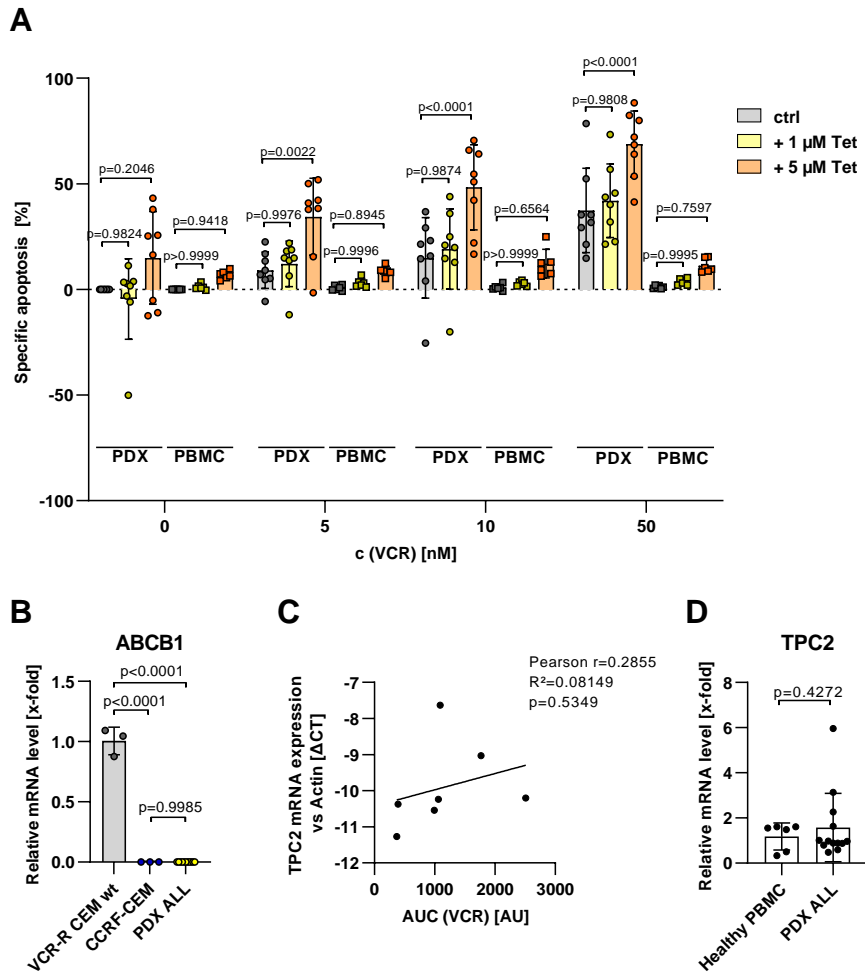 A
100
50
0
-50
-100
Specific apoptosis [%]
p=0.2046
p=0.9824
p=0.9418
p>0.9999
p=0.0022
p=0.9976
p=0.8945
p=0.9996
p<0.0001
p=0.9874
p=0.6564
p>0.9999
p<0.0001
p=0.9808
p=0.7597
p=0.9995
ctrl
+ 1 µM Tet
+ 5 µM Tet
PDX PBMC PDX PBMC PDX PBMC PDX PBMC
0 5 10 50
c (VCR) [nM]
B
ABCB1
Relative mRNA level [x-fold]
1.5
1.0
0.5
0.0
p<0.0001
p<0.0001
p=0.9985
VCR-R CEM wt
CCRF-CEM
PDX ALL
C
Pearson r=0.2855
R²=0.08149
p=0.5349
TPC2 mRNA expression
vs Actin [ΔCT]
-7
-8
-9
-10
-11
-12
0 1000 2000 3000
AUC (VCR) [AU]
D
TPC2
Relative mRNA level [x-fold]
8
6
4
2
0
p=0.4272
Healthy PBMC
PDX ALL